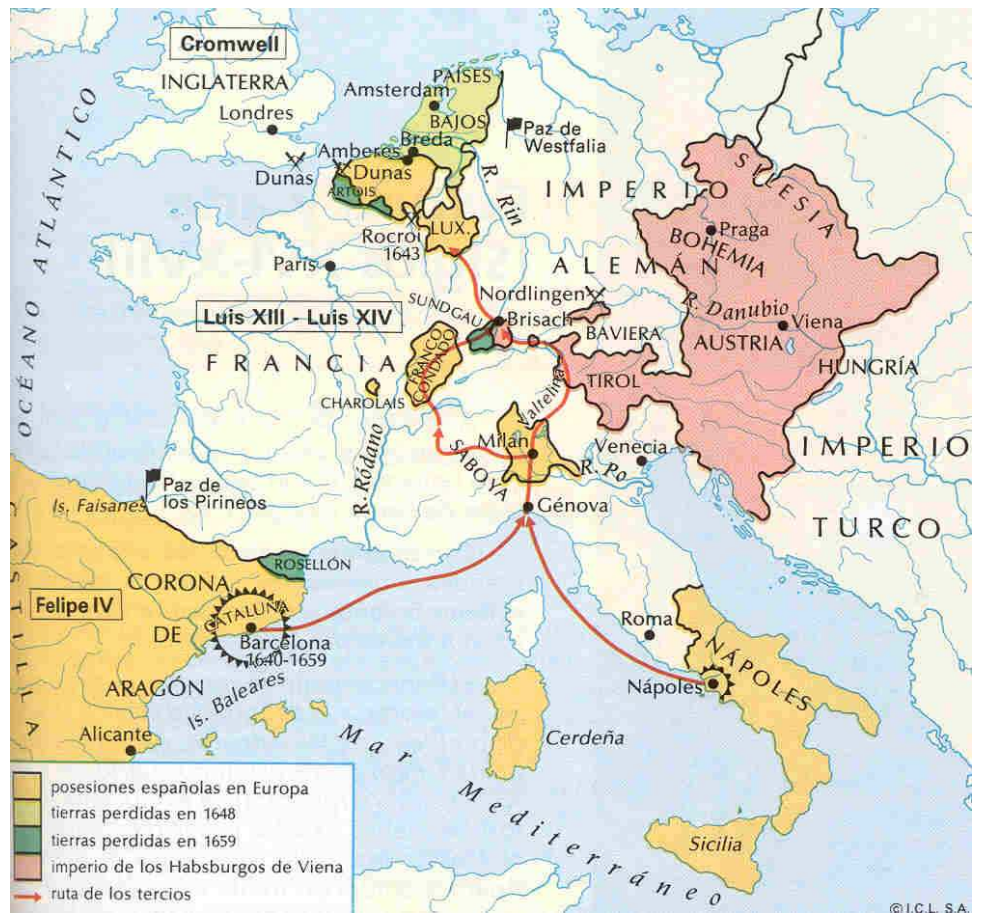 Cromwell
INGLATERRA
Londres
Dunas
OCÉANO ATLÁNTICO
PAÍSES
Amsterdam
BAJOS
Breda
Amberes
Dunas
ARTOIS
Paz de
Westfalia
R. Rin
LUX.
Rocroi
1643
París
IMPERIO
ALEMÁN
SILESIA
Praga
BOHEMIA
Nordlingen
R. Danubio
Viena
SUNDGAU
Brisach
BAVIERA
AUSTRIA
HUNGRÍA
Luis XIII - Luis XIV
FRANCIA
FRANCO
CONDADO
CHAROLAIS
TIROL
Valtelina
Milán
SABOYA
R. Po
Venecia
IMPERIO
TURCO
R. Ródano
Génova
Paz de
los Pirineos
Is. Faisanes
ROSELLÓN
CASTILLA
CORONA
DE
ARAGÓN
Felipe IV
CATALUÑA
Barcelona
1640-1659
Is. Baleares
Alicante
Roma
Nápoles
NÁPOLES
Cerdeña
Mar Mediterráneo
Sicilia
posesiones españolas en Europa
tierras perdidas en 1648
tierras perdidas en 1659
imperio de los Habsburgos de Viena
ruta de los tercios
© I.C.L. S.A.